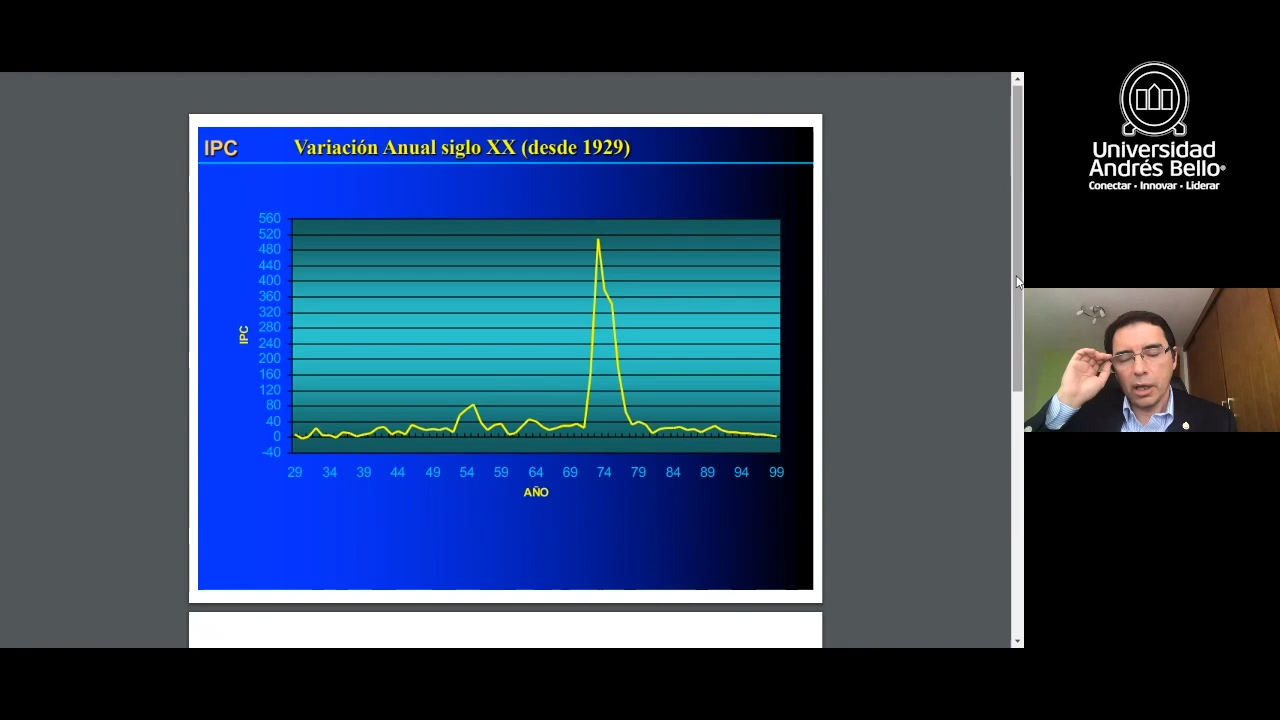 IPC
Variación Anual siglo XX (desde 1929)
560
520
480
440
400
360
320
280
240
200
160
120
80
40
0
-40
IPC
29 34 39 44 49 54 59 64 69 74 79 84 89 94 99
AÑO
Universidad
Andrés Bello®
Conectar • Innovar • Liderar